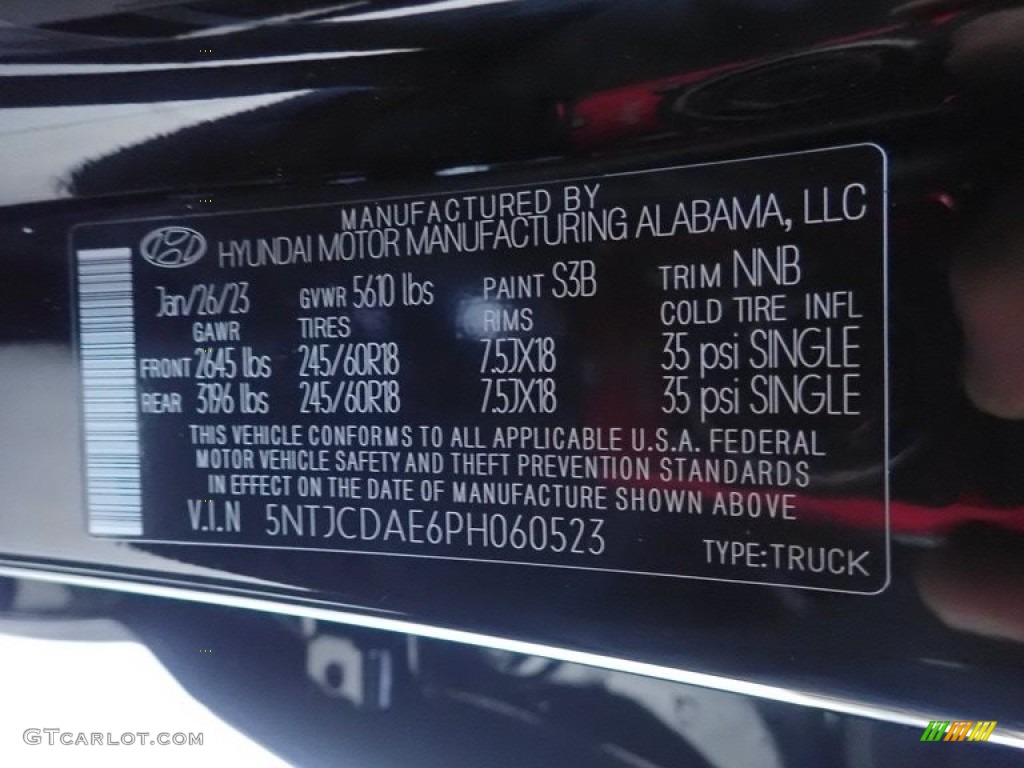 MANUFACTURED BY
HYUNDAI MOTOR MANUFACTURING ALABAMA, LLC
Jan/26/23 GVWR 5610 lbs PAINT S3B TRIM NNB
GAWR TIRES RIMS COLD TIRE INFL
FRONT 2645 lbs 245/60R18 7.5JX18 35 psi SINGLE
REAR 3196 lbs 245/60R18 7.5JX18 35 psi SINGLE
THIS VEHICLE CONFORMS TO ALL APPLICABLE U.S.A. FEDERAL
MOTOR VEHICLE SAFETY AND THEFT PREVENTION STANDARDS
IN EFFECT ON THE DATE OF MANUFACTURE SHOWN ABOVE
V.I.N 5NTJCDAE6PH060523 TYPE:TRUCK
GTCARLOT.COM